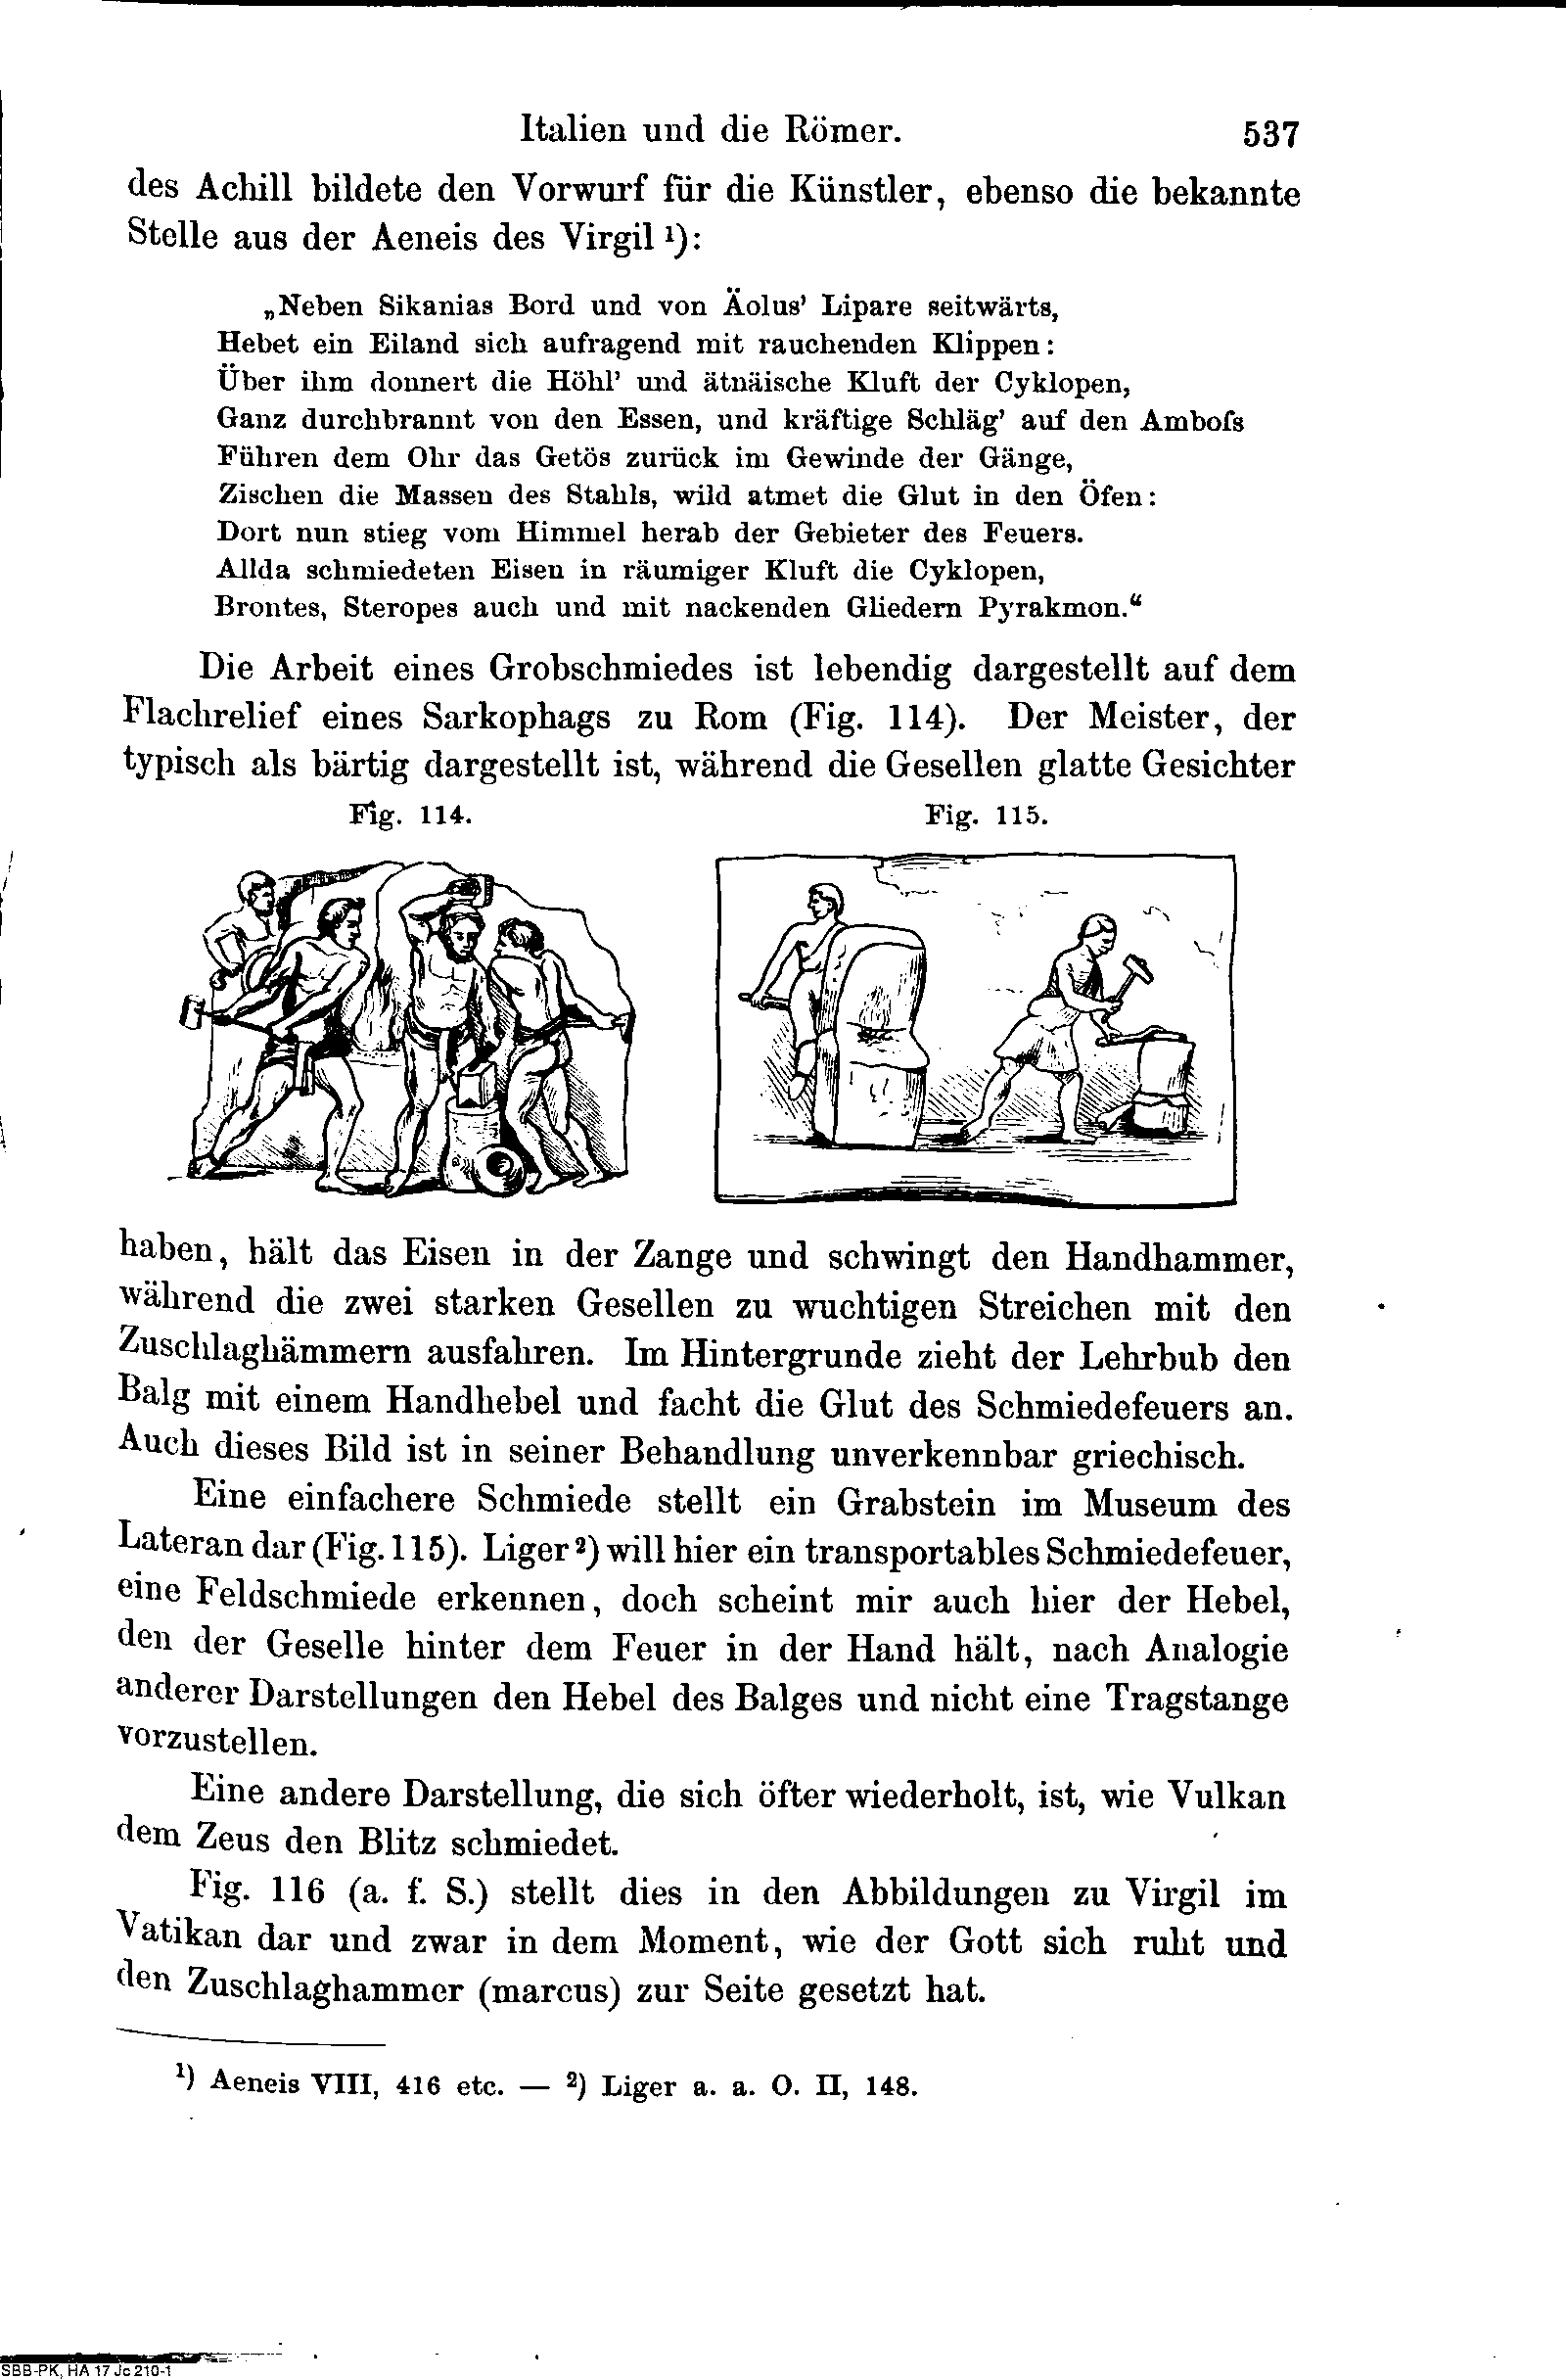 Italien und die Römer. 537
des Achill bildete den Vorwurf für die Künstler, ebenso die bekannte
Stelle aus der Aeneis des Virgil ¹):
„Neben Sikanias Bord und von Äolus’ Lipare seitwärts,
Hebet ein Eiland sich aufragend mit rauchenden Klippen:
Über ihm donnert die Höhl’ und ätnäische Kluft der Cyklopen,
Ganz durchbrannt von den Essen, und kräftige Schläg’ auf den Amboſs
Führen dem Ohr das Getös zurück im Gewinde der Gänge,
Zischen die Massen des Stahls, wild atmet die Glut in den Öfen:
Dort nun stieg vom Himmel herab der Gebieter des Feuers.
Allda schmiedeten Eisen in räumiger Kluft die Cyklopen,
Brontes, Steropes auch und mit nackenden Gliedern Pyrakmon.“
Die Arbeit eines Grobschmiedes ist lebendig dargestellt auf dem
Flachrelief eines Sarkophags zu Rom (Fig. 114). Der Meister, der
typisch als bärtig dargestellt ist, während die Gesellen glatte Gesichter
Fig. 114.
Fig. 115.
haben, hält das Eisen in der Zange und schwingt den Handhammer,
während die zwei starken Gesellen zu wuchtigen Streichen mit den
Zuschlaghämmern ausfahren. Im Hintergrunde zieht der Lehrbub den
Balg mit einem Handhebel und facht die Glut des Schmiedefeuers an.
Auch dieses Bild ist in seiner Behandlung unverkennbar griechisch.
Eine einfachere Schmiede stellt ein Grabstein im Museum des
Lateran dar (Fig. 115). Liger ²) will hier ein transportables Schmiedefeuer,
eine Feldschmiede erkennen, doch scheint mir auch hier der Hebel,
den der Geselle hinter dem Feuer in der Hand hält, nach Analogie
anderer Darstellungen den Hebel des Balges und nicht eine Tragstange
vorzustellen.
Eine andere Darstellung, die sich öfter wiederholt, ist, wie Vulkan
dem Zeus den Blitz schmiedet.
Fig. 116 (a. f. S.) stellt dies in den Abbildungen zu Virgil im
Vatikan dar und zwar in dem Moment, wie der Gott sich ruht und
den Zuschlaghammer (marcus) zur Seite gesetzt hat.
¹) Aeneis VIII, 416 etc. — ²) Liger a. a. O. II, 148.
SBB-PK, HA 17 Jc 210-1